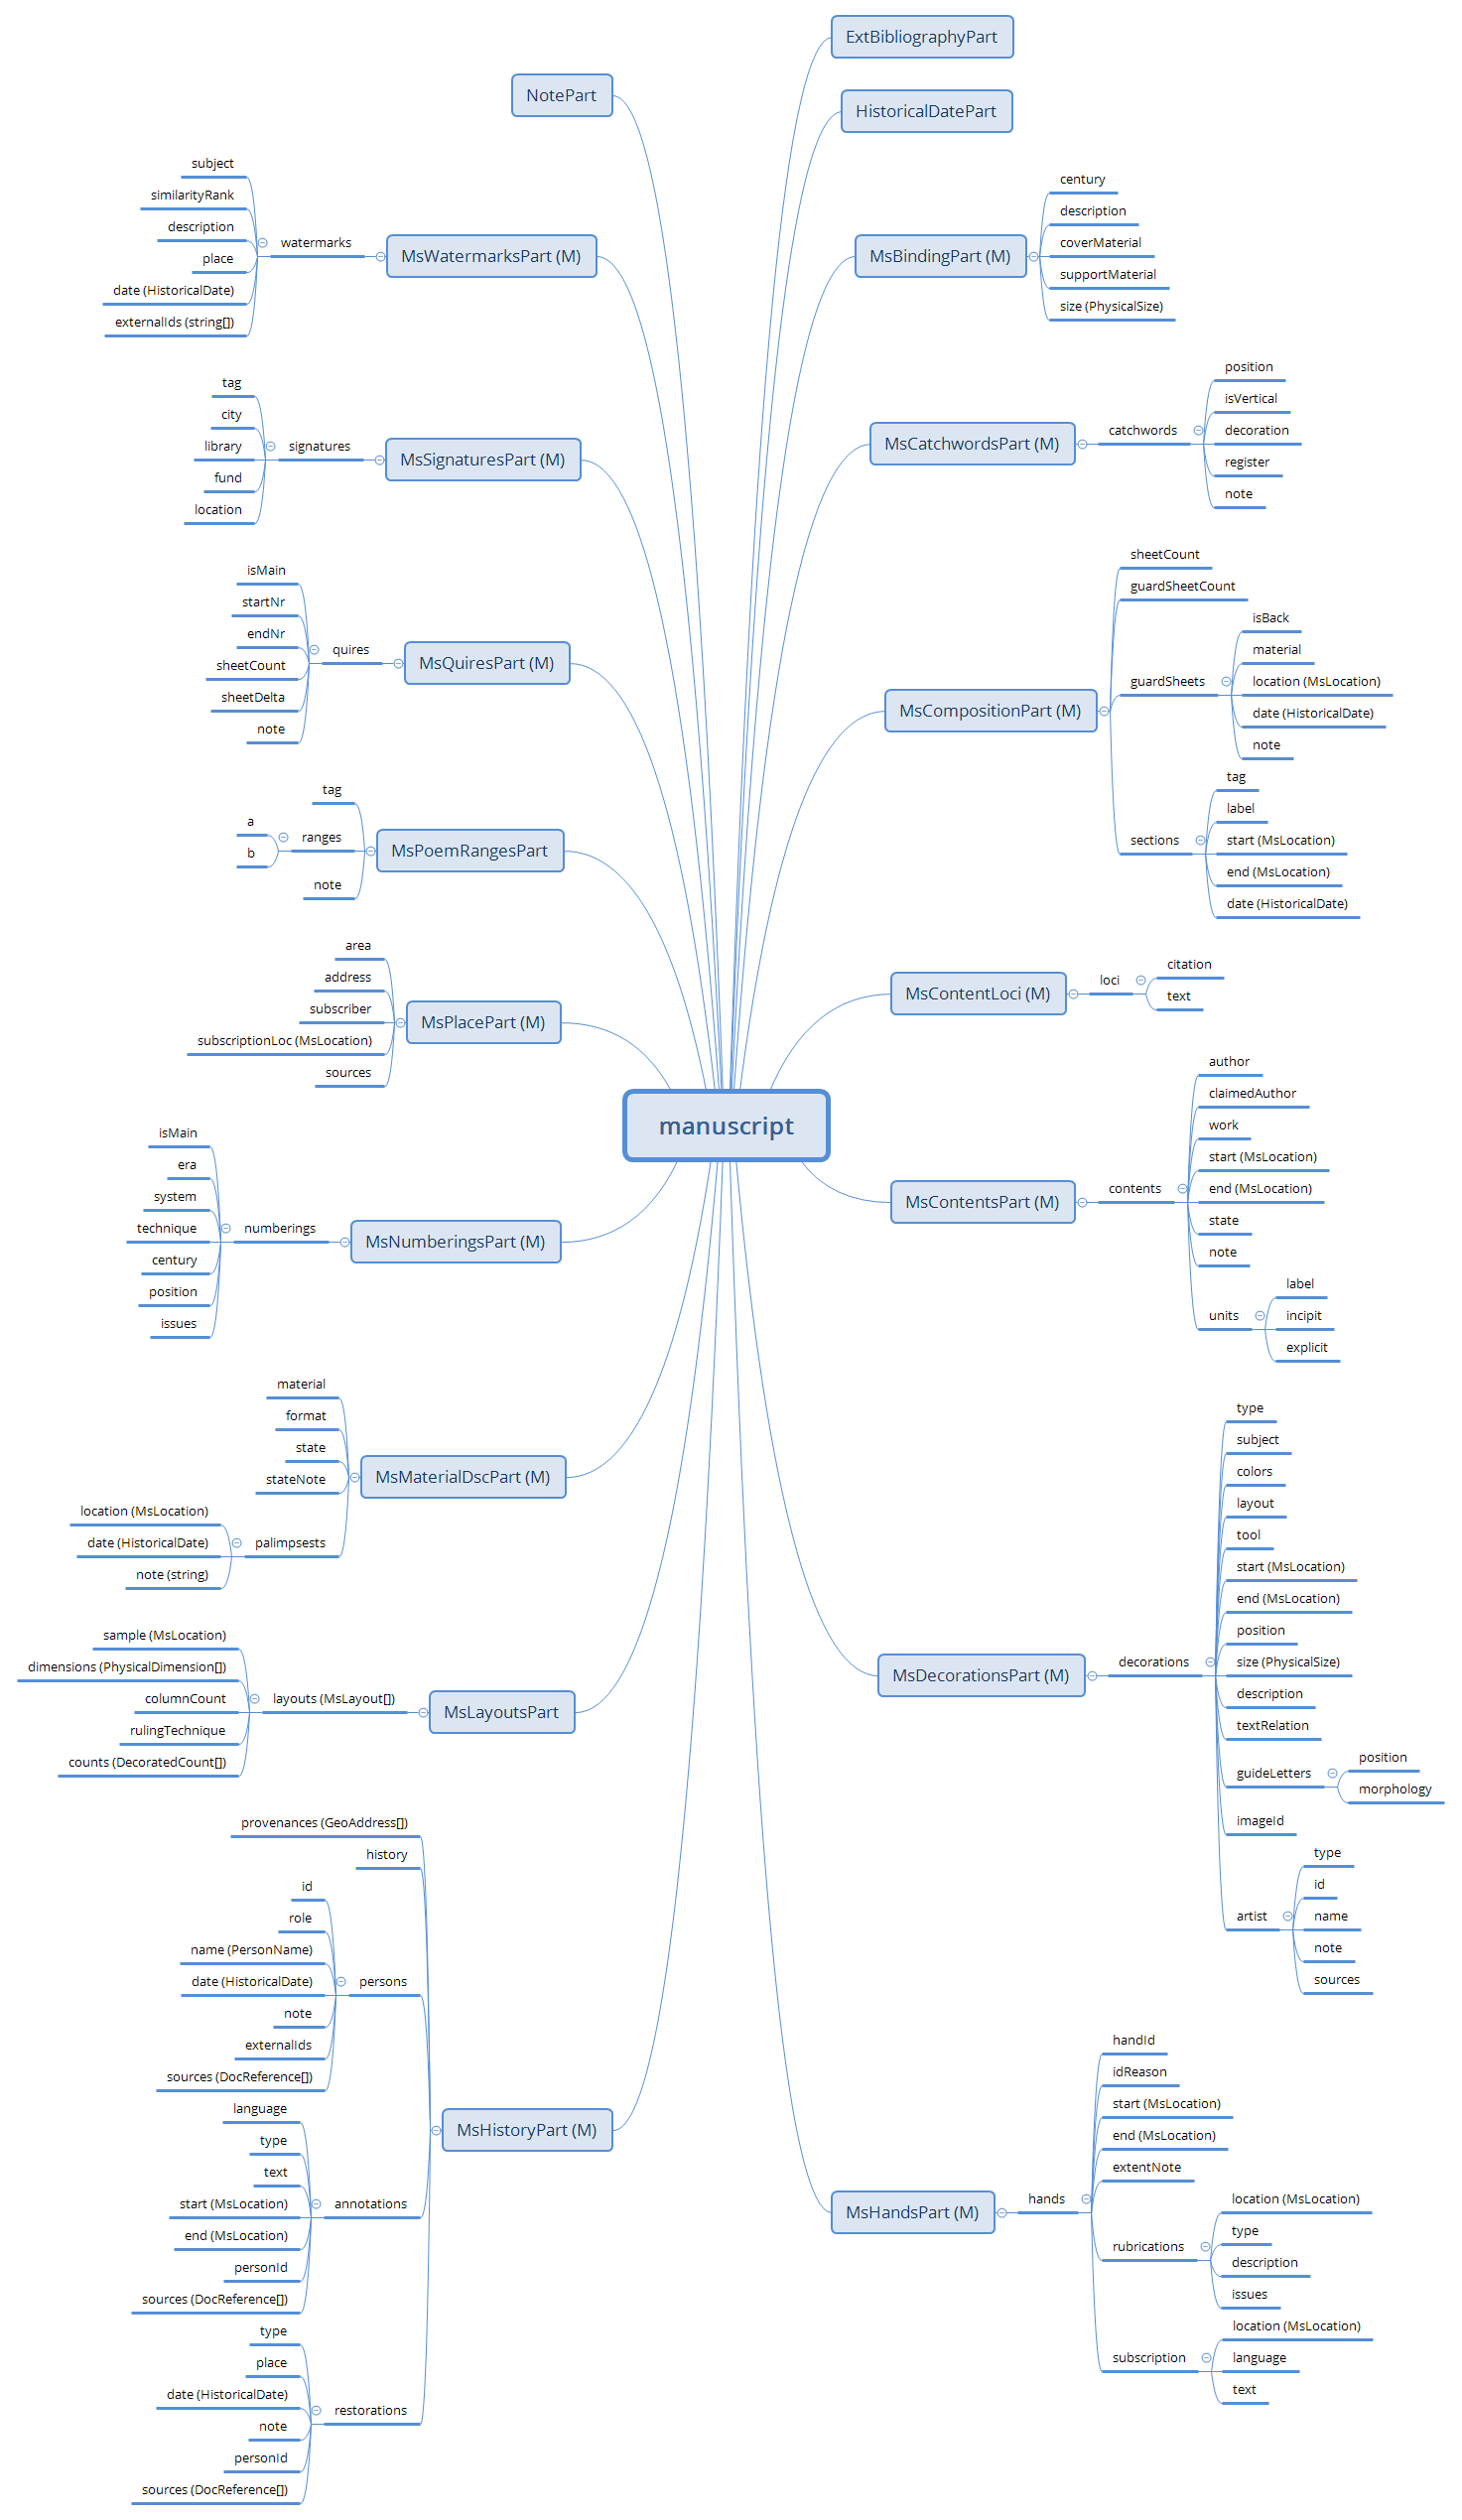 manuscript
ExtBibliographyPart
HistoricalDatePart
MsBindingPart (M)
century
description
coverMaterial
supportMaterial
size (PhysicalSize)
MsCatchwordsPart (M)
catchwords
position
isVertical
decoration
register
note
MsCompositionPart (M)
sheetCount
guardSheetCount
guardSheets
isBack
material
location (MsLocation)
date (HistoricalDate)
note
sections
tag
label
start (MsLocation)
end (MsLocation)
date (HistoricalDate)
MsContentLoci (M)
loci
citation
text
MsContentsPart (M)
contents
author
claimedAuthor
work
start (MsLocation)
end (MsLocation)
state
note
units
label
incipit
explicit
MsDecorationsPart (M)
decorations
type
subject
colors
layout
tool
start (MsLocation)
end (MsLocation)
position
size (PhysicalSize)
description
textRelation
guideLetters
position
morphology
imageId
artist
type
id
name
note
sources
MsHandsPart (M)
hands
handId
idReason
start (MsLocation)
end (MsLocation)
extentNote
rubrications
location (MsLocation)
type
description
issues
subscription
location (MsLocation)
language
text
NotePart
MsWatermarksPart (M)
watermarks
subject
similarityRank
description
place
date (HistoricalDate)
externalIds (string[])
MsSignaturesPart (M)
signatures
tag
city
library
fund
location
MsQuiresPart (M)
quires
isMain
startNr
endNr
sheetCount
sheetDelta
note
MsPoemRangesPart
tag
ranges
a
b
note
MsPlacePart (M)
area
address
subscriber
subscriptionLoc (MsLocation)
sources
MsNumberingsPart (M)
numberings
isMain
era
system
technique
century
position
issues
MsMaterialDscPart (M)
material
format
state
stateNote
palimpsests
location (MsLocation)
date (HistoricalDate)
note (string)
MsLayoutsPart
layouts (MsLayout[])
sample (MsLocation)
dimensions (PhysicalDimension[])
columnCount
rulingTechnique
counts (DecoratedCount[])
MsHistoryPart (M)
provenances (GeoAddress[])
history
persons
id
role
name (PersonName)
date (HistoricalDate)
note
externalIds
sources (DocReference[])
annotations
language
type
text
start (MsLocation)
end (MsLocation)
personId
sources (DocReference[])
restorations
type
place
date (HistoricalDate)
note
personId
sources (DocReference[])